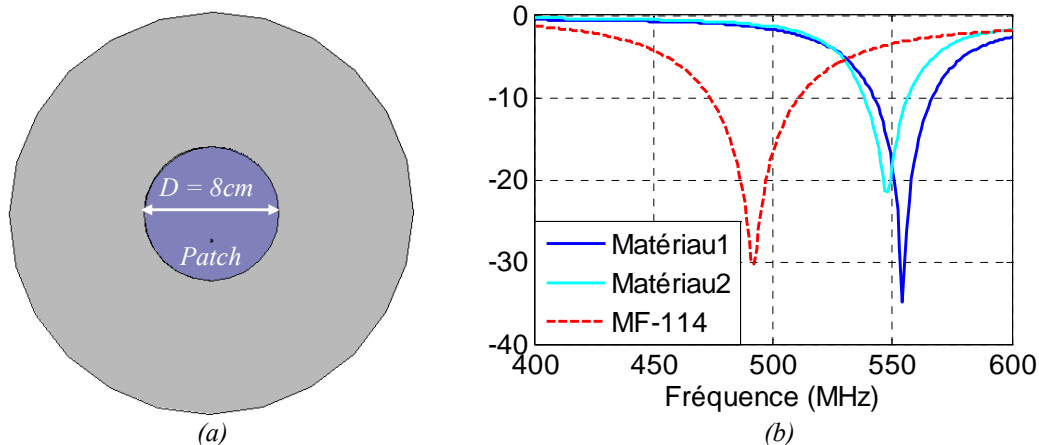 D = 8cm
Patch
(a)
0
-10
-20
-30
-40
Matériau1
Matériau2
MF-114
400 450 500 550 600
Fréquence (MHz)
(b)